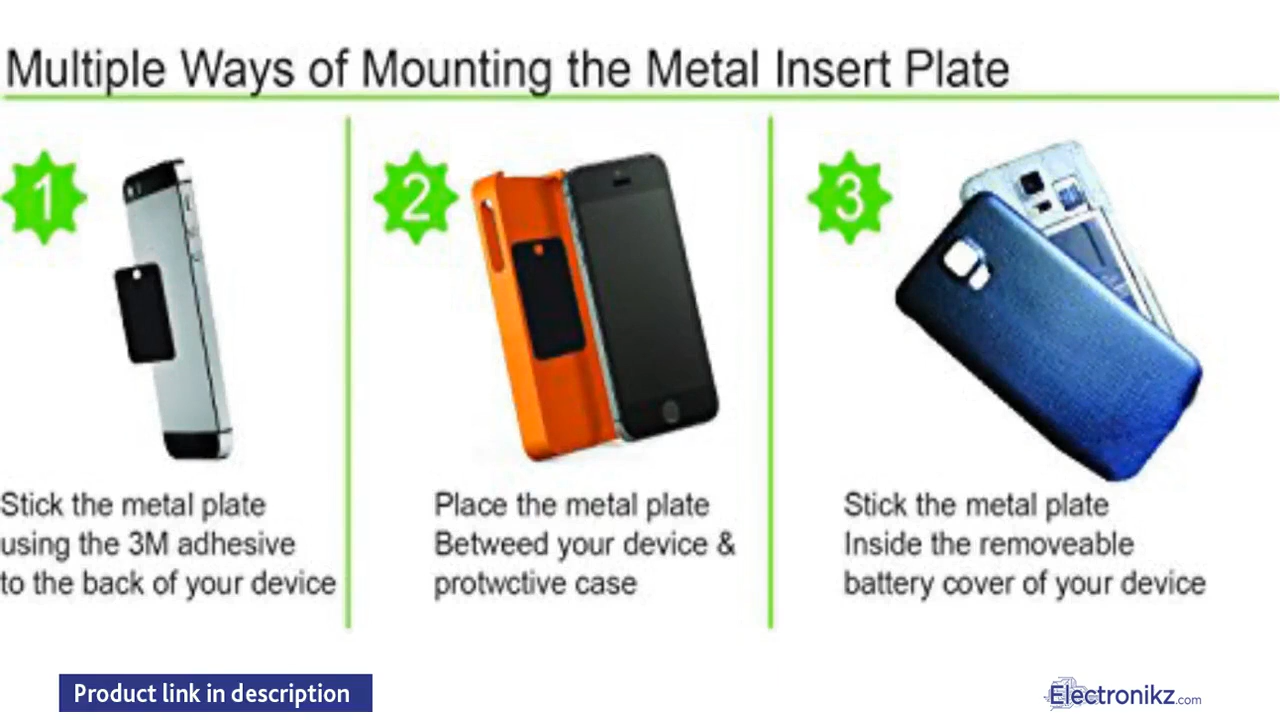 Multiple Ways of Mounting the Metal Insert Plate
1
Stick the metal plate
using the 3M adhesive
to the back of your device
2
Place the metal plate
Betweed your device &
protwctive case
3
Stick the metal plate
Inside the removeable
battery cover of your device
Product link in description
Electronikz.com